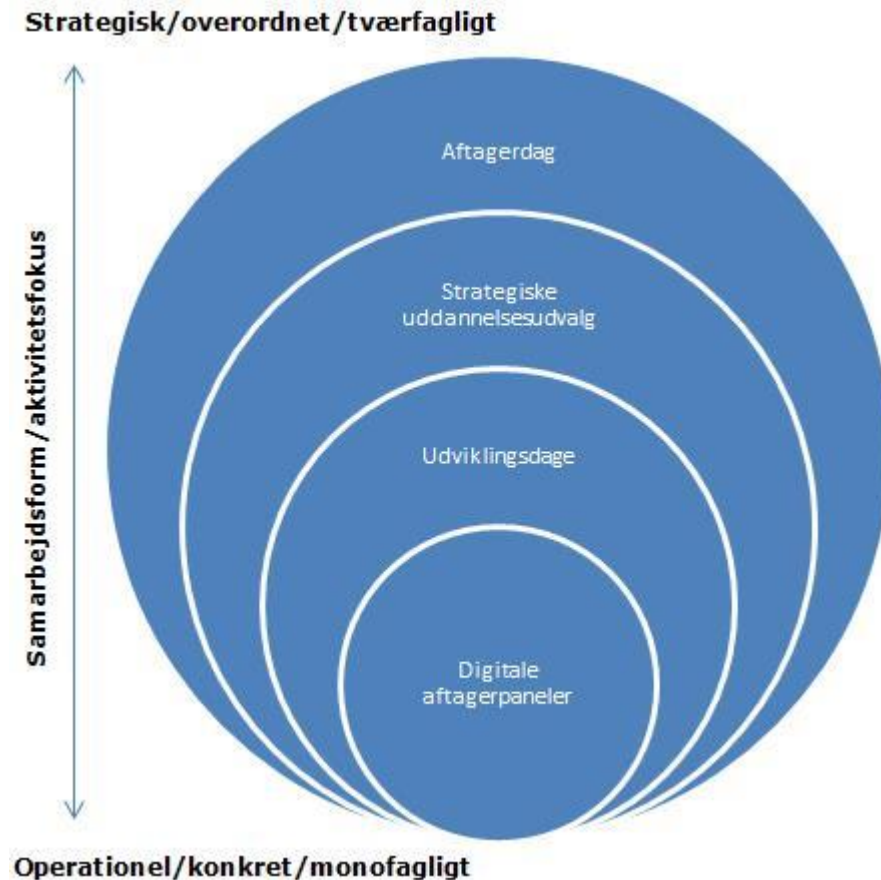 Strategisk/overordnet/tværfagligt
Aftagerdag
Strategiske
uddannelsesudvalg
Udviklingsdage
Digitale
aftagerpaneler
Samarbejdsform/aktivitetsfokus
Operationel/konkret/monofagligt